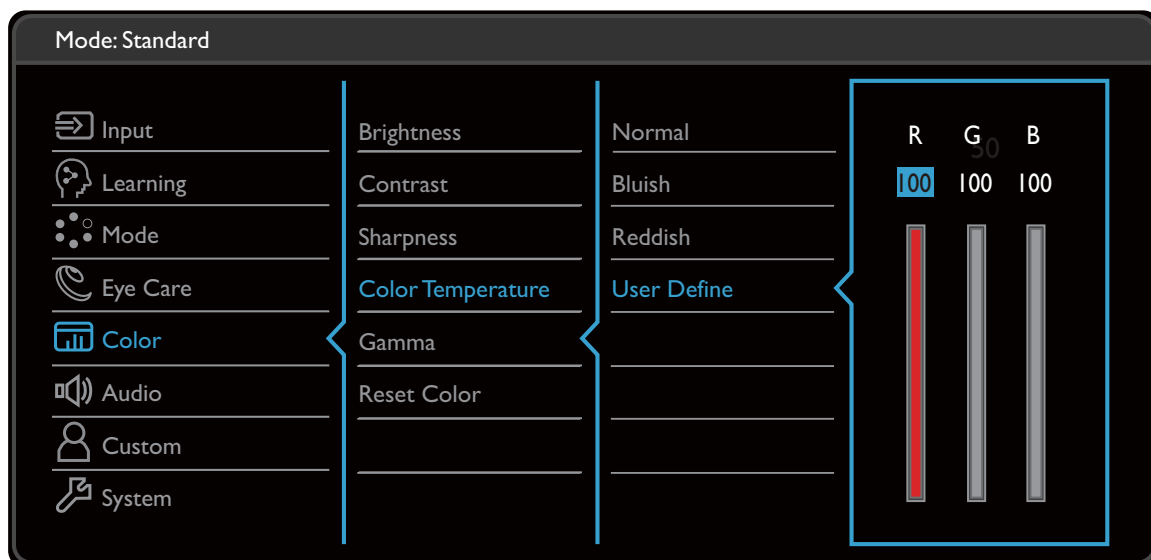 Mode: Standard
Input
Learning
Mode
Eye Care
Color
Audio
Custom
System
Brightness
Contrast
Sharpness
Color Temperature
Gamma
Reset Color
Normal
Bluish
Reddish
User Define
R G B
50
100 100 100